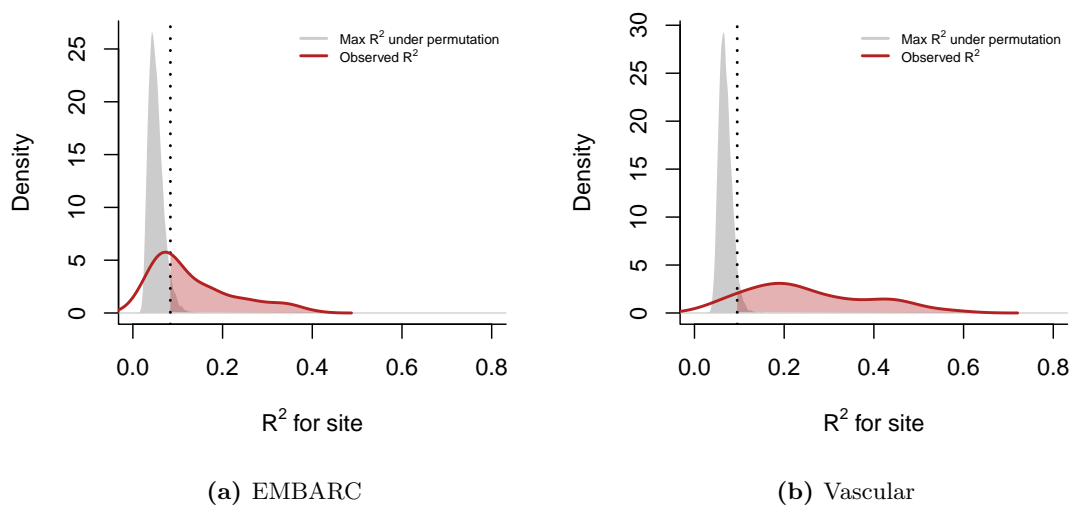 Max R² under permutation
Observed R²
Density
0 5 10 15 20 25
0.0 0.2 0.4 0.6 0.8
R² for site
(a) EMBARC
Max R² under permutation
Observed R²
Density
0 5 10 15 20 25 30
0.0 0.2 0.4 0.6 0.8
R² for site
(b) Vascular